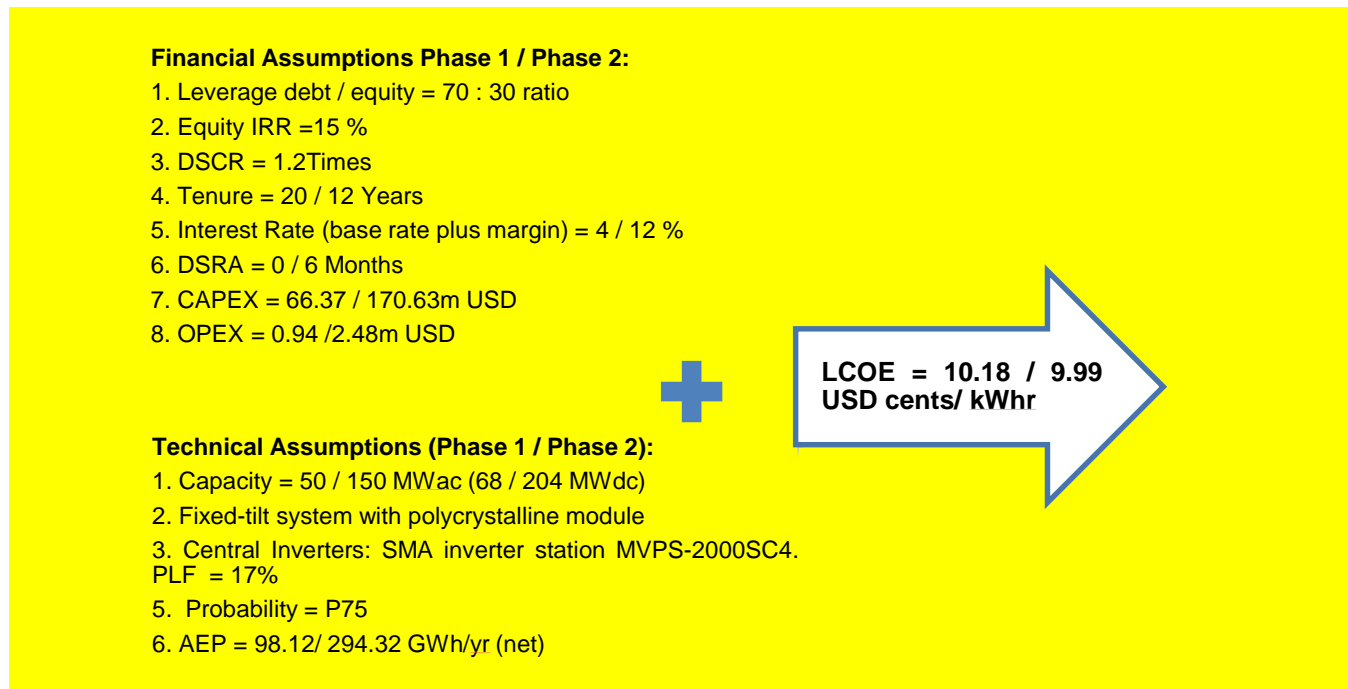 Financial Assumptions Phase 1 / Phase 2:
1. Leverage debt / equity = 70 : 30 ratio
2. Equity IRR =15 %
3. DSCR = 1.2Times
4. Tenure = 20 / 12 Years
5. Interest Rate (base rate plus margin) = 4 / 12 %
6. DSRA = 0 / 6 Months
7. CAPEX = 66.37 / 170.63m USD
8. OPEX = 0.94 /2.48m USD
LCOE = 10.18 / 9.99
USD cents/ kWhr
Technical Assumptions (Phase 1 / Phase 2):
1. Capacity = 50 / 150 MWac (68 / 204 MWdc)
2. Fixed-tilt system with polycrystalline module
3. Central Inverters: SMA inverter station MVPS-2000SC4.
PLF = 17%
5. Probability = P75
6. AEP = 98.12/ 294.32 GWh/yr (net)